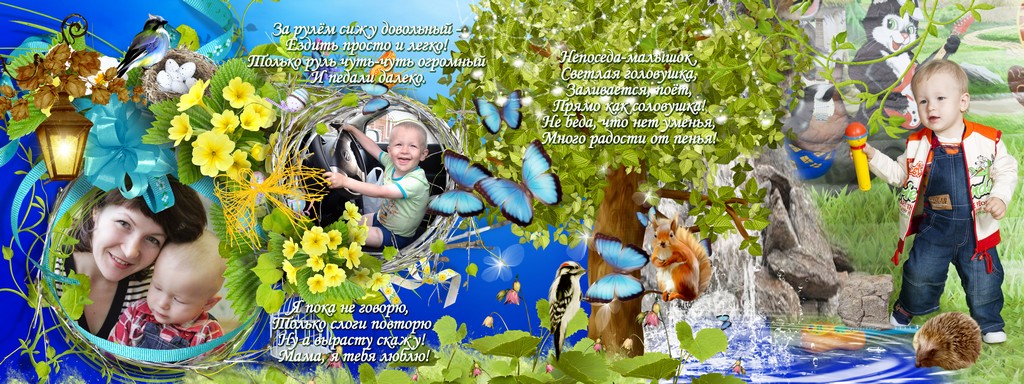 За рулём сижу довольный -
Ездить просто и легко!
Только руль чуть-чуть огромный
И педали далеко.
Непоседа-малышок,
Светлая головушка,
Заливается, поёт,
Прямо как соловушка!
Не беда, что нет уменья,
Много радости от пенья!
Я пока не говорю,
Только слоги повторю
Ну а вырасту скажу!
Мама, я тебя люблю!